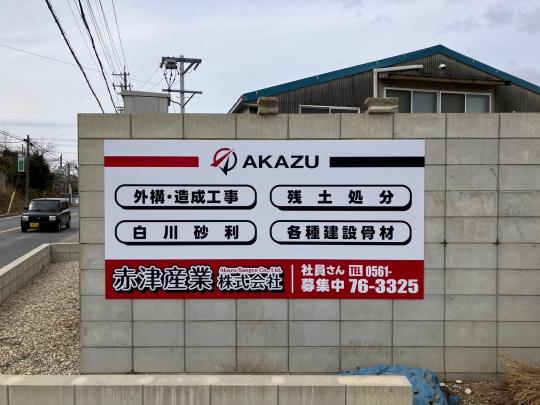 AKAZU
外構・造成工事
残土処分
白川砂利
各種建設骨材
Akazu-Sangyo Co., Ltd.
赤津産業 株式会社
社員さん 募集中
TEL 0561-76-3325